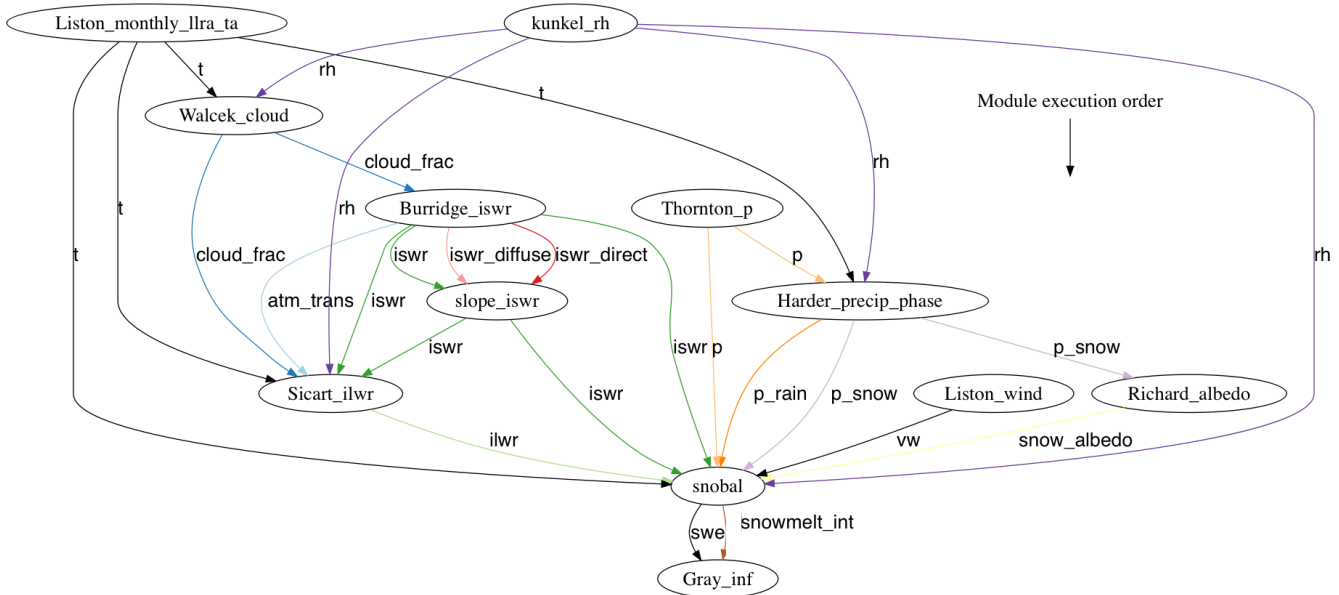 Liston_monthly_llra_ta
kunkel_rh
t
rh
t
Module execution order
Walcek_cloud
cloud_frac
rh
t
rh
Burridge_iswr
Thornton_p
t
cloud_frac
iswr
iswr_diffuse
iswr_direct
p
rh
atm_trans
iswr
slope_iswr
Harder_precip_phase
iswr
iswr
p
p_snow
Sicart_ilwr
iswr
p_rain
p_snow
Liston_wind
Richard_albedo
ilwr
vw
snow_albedo
snobal
swe
snowmelt_int
Gray_inf